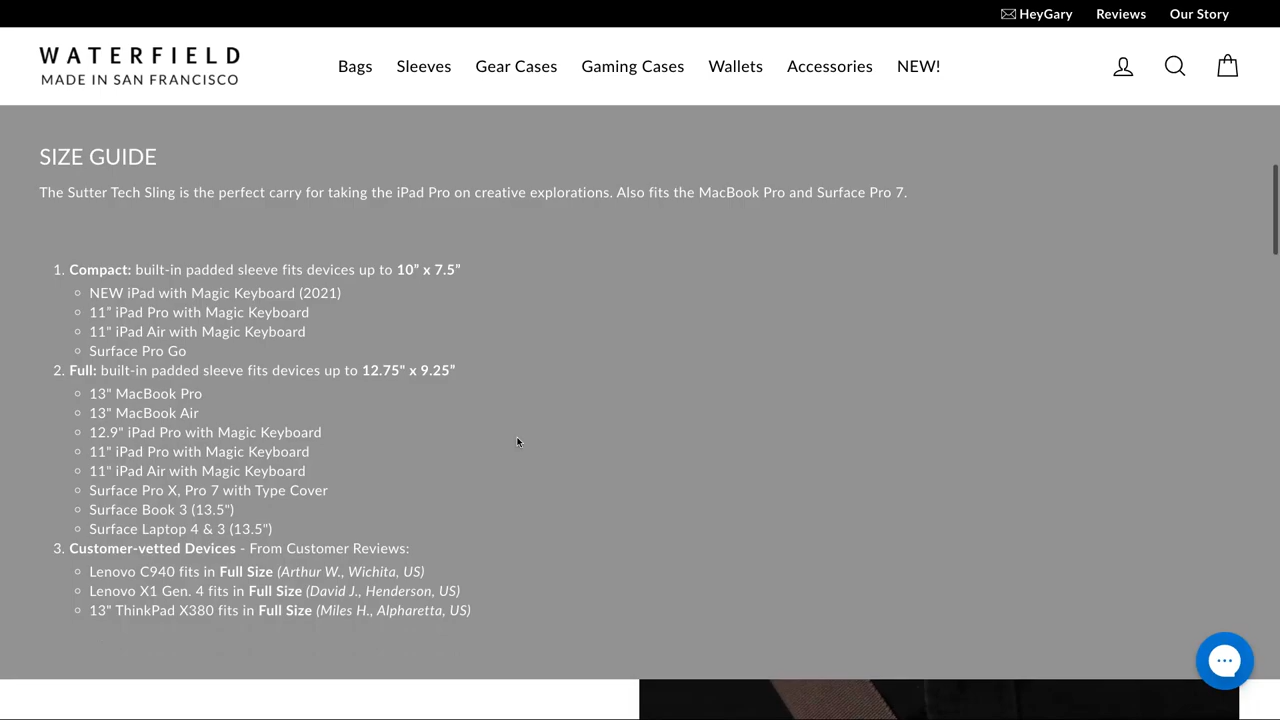 HeyGary Reviews Our Story
WATERFIELD
MADE IN SAN FRANCISCO
Bags Sleeves Gear Cases Gaming Cases Wallets Accessories NEW!
SIZE GUIDE
The Sutter Tech Sling is the perfect carry for taking the iPad Pro on creative explorations. Also fits the MacBook Pro and Surface Pro 7.
1. Compact: built-in padded sleeve fits devices up to 10” x 7.5”
NEW iPad with Magic Keyboard (2021)
11” iPad Pro with Magic Keyboard
11" iPad Air with Magic Keyboard
Surface Pro Go
2. Full: built-in padded sleeve fits devices up to 12.75" x 9.25”
13" MacBook Pro
13" MacBook Air
12.9" iPad Pro with Magic Keyboard
11" iPad Pro with Magic Keyboard
11" iPad Air with Magic Keyboard
Surface Pro X, Pro 7 with Type Cover
Surface Book 3 (13.5")
Surface Laptop 4 & 3 (13.5")
3. Customer-vetted Devices - From Customer Reviews:
Lenovo C940 fits in Full Size (Arthur W., Wichita, US)
Lenovo X1 Gen. 4 fits in Full Size (David J., Henderson, US)
13" ThinkPad X380 fits in Full Size (Miles H., Alpharetta, US)